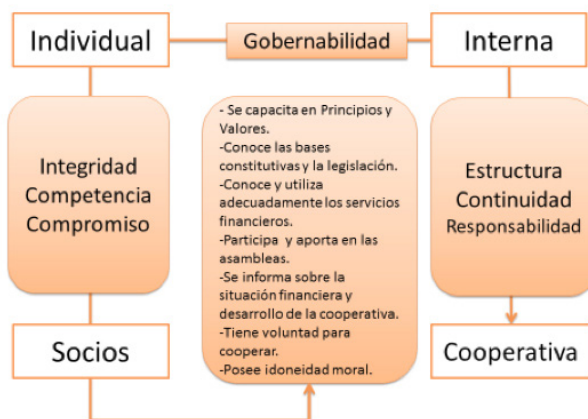 Individual
Gobernabilidad
Interna
Integridad
Competencia
Compromiso
- Se capacita en Principios y
Valores.
-Conoce las bases
constitutivas y la legislación.
-Conoce y utiliza
adecuadamente los servicios
financieros.
-Participa y aporta en las
asambleas.
-Se informa sobre la
situación financiera y
desarrollo de la cooperativa.
-Tiene voluntad para
cooperar.
-Posee idoneidad moral.
Estructura
Continuidad
Responsabilidad
Socios
Cooperativa